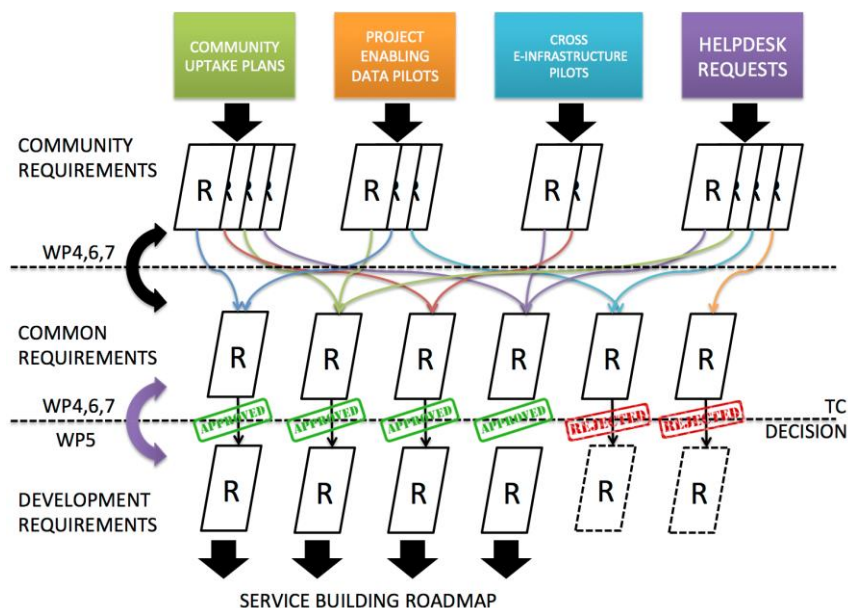 COMMUNITY
UPTAKE PLANS
PROJECT
ENABLING
DATA PILOTS
CROSS
E-INFRASTRUCTURE
PILOTS
HELPDESK
REQUESTS
COMMUNITY
REQUIREMENTS
R R R R
R R R
R R
R R R R
WP4,6,7
COMMON
REQUIREMENTS
R R R R R R
WP4,6,7
APPROVED APPROVED APPROVED APPROVED REJECTED REJECTED
TC
DECISION
WP5
DEVELOPMENT
REQUIREMENTS
R R R R R R
SERVICE BUILDING ROADMAP